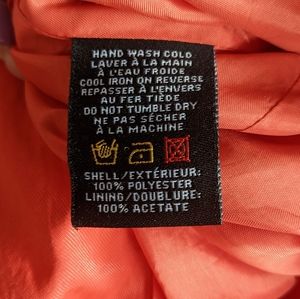 HAND WASH COLD
LAVER À LA MAIN
À L'EAU FROIDE
COOL IRON ON REVERSE
REPASSER À L'ENVERS
AU FER TIÈDE
DO NOT TUMBLE DRY
NE PAS SÉCHER
À LA MACHINE
SHELL/EXTÉRIEUR:
100% POLYESTER
LINING/DOUBLURE:
100% ACETATE